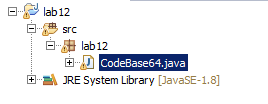 lab12
src
lab12
CodeBase64.java
JRE System Library [JavaSE-1.8]